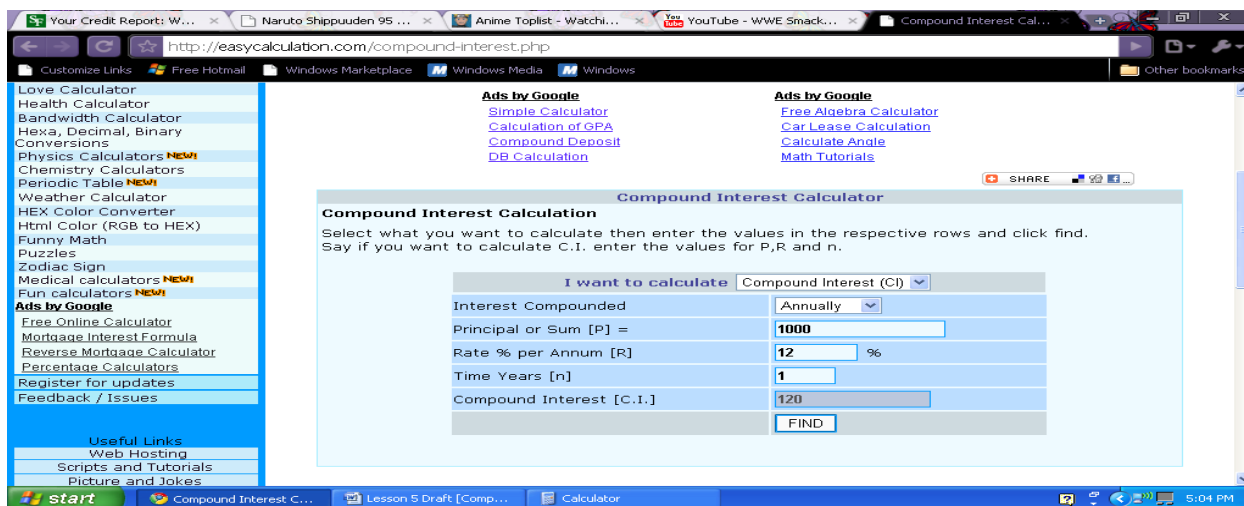 Your Credit Report: W...
Naruto Shippuuden 95 ...
Anime Toplist - Watchi...
YouTube - WWE Smack...
Compound Interest Cal...
http://easycalculation.com/compound-interest.php
Customize Links
Free Hotmail
Windows Marketplace
Windows Media
Windows
Other bookmarks
Love Calculator
Health Calculator
Bandwidth Calculator
Hexa, Decimal, Binary
Conversions
Physics Calculators NEW!
Chemistry Calculators
Periodic Table NEW!
Weather Calculator
HEX Color Converter
Html Color (RGB to HEX)
Funny Math
Puzzles
Zodiac Sign
Medical calculators NEW!
Fun calculators NEW!
Ads by Google
Free Online Calculator
Mortgage Interest Formula
Reverse Mortgage Calculator
Percentage Calculators
Register for updates
Feedback / Issues
Useful Links
Web Hosting
Scripts and Tutorials
Picture and Jokes
Ads by Google
Simple Calculator
Calculation of GPA
Compound Deposit
DB Calculation
Ads by Google
Free Algebra Calculator
Car Lease Calculation
Calculate Angle
Math Tutorials
SHARE
Compound Interest Calculator
Compound Interest Calculation
Select what you want to calculate then enter the values in the respective rows and click find.
Say if you want to calculate C.I. enter the values for P,R and n.
I want to calculate Compound Interest (CI)
Interest Compounded Annually
Principal or Sum [P] = 1000
Rate % per Annum [R] 12 %
Time Years [n] 1
Compound Interest [C.I.] 120
FIND
start
Compound Interest C...
Lesson 5 Draft [Comp...
Calculator
5:04 PM